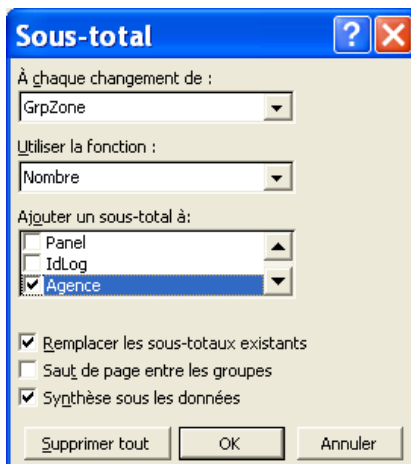 Sous-total
À chaque changement de :
GrpZone
Utiliser la fonction :
Nombre
Ajouter un sous-total à:
Panel
IdLog
Agence
Remplacer les sous-totaux existants
Saut de page entre les groupes
Synthèse sous les données
Supprimer tout OK Annuler